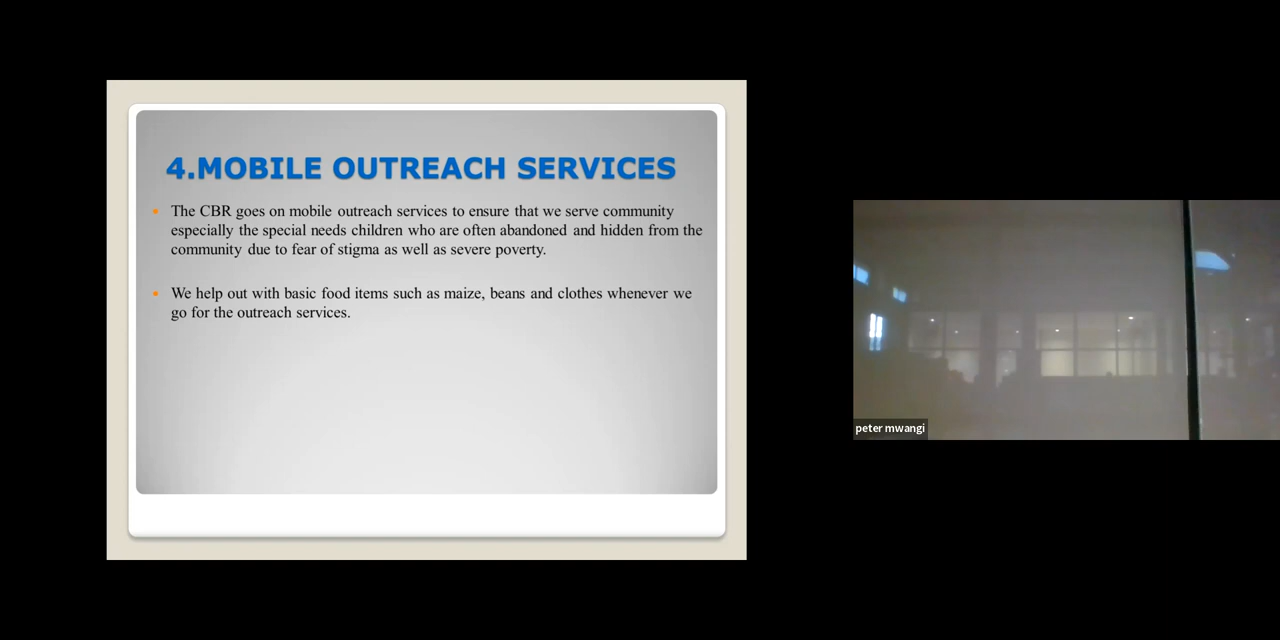 4.MOBILE OUTREACH SERVICES
The CBR goes on mobile outreach services to ensure that we serve community
especially the special needs children who are often abandoned and hidden from the
community due to fear of stigma as well as severe poverty.
We help out with basic food items such as maize, beans and clothes whenever we
go for the outreach services.
peter mwangi